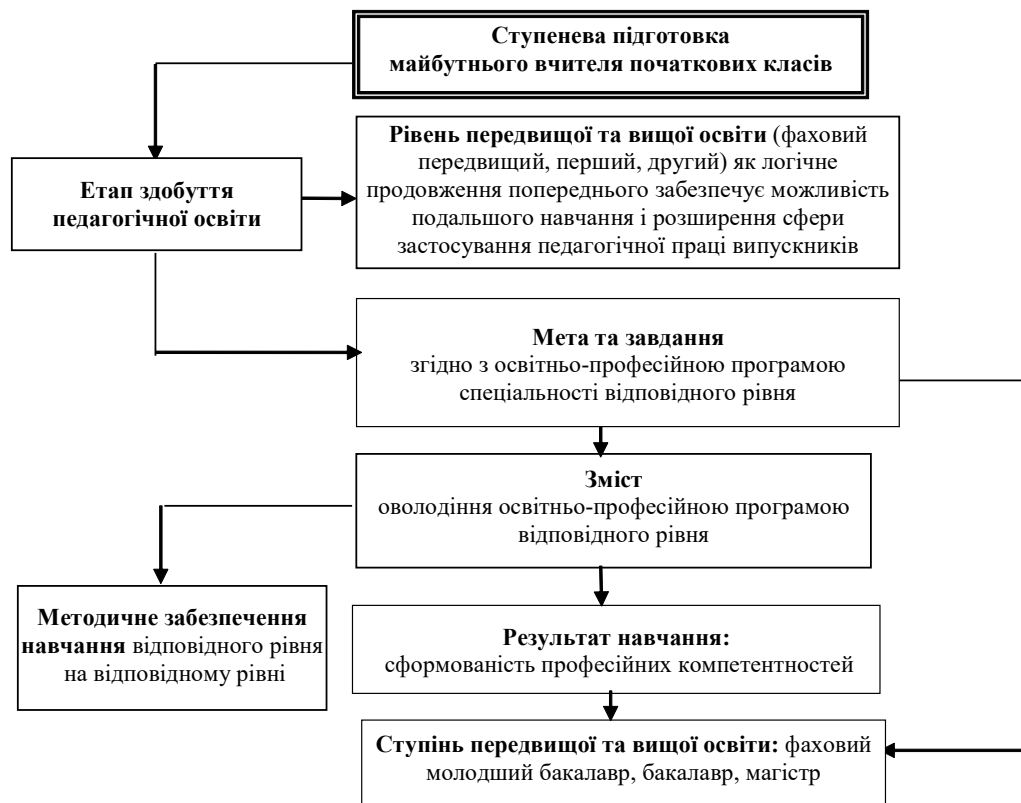 Ступенева підготовка
майбутнього вчителя початкових класів
Рівень передвищої та вищої освіти (фаховий
передвищий, перший, другий) як логічне
продовження попереднього забезпечує можливість
подальшого навчання і розширення сфери
застосування педагогічної праці випускників
Етап здобуття
педагогічної освіти
Мета та завдання
згідно з освітньо-професійною програмою
спеціальності відповідного рівня
Зміст
оволодіння освітньо-професійною програмою
відповідного рівня
Методичне забезпечення
навчання відповідного рівня
на відповідному рівні
Результат навчання:
сформованість професійних компетентностей
Ступінь передвищої та вищої освіти: фаховий
молодший бакалавр, бакалавр, магістр